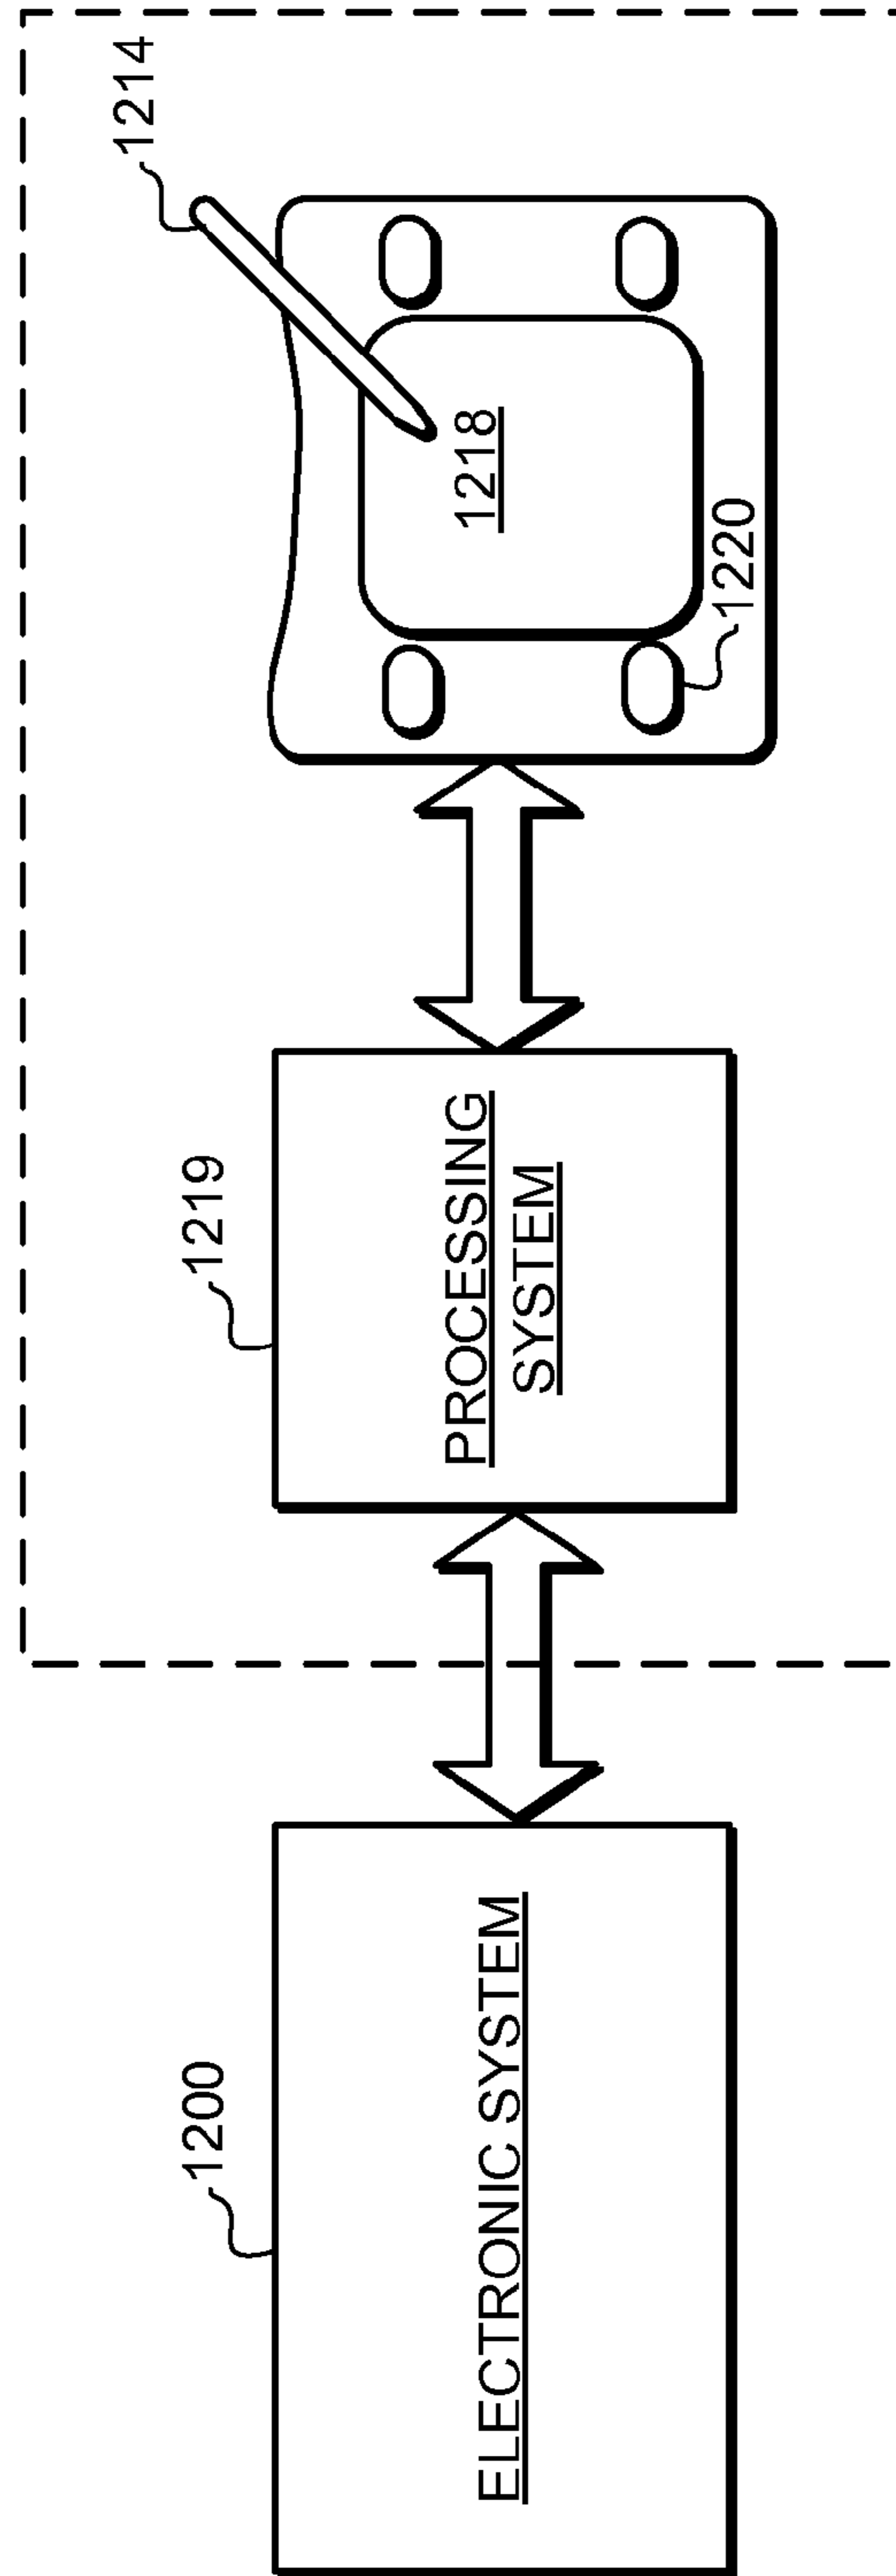 1200
ELECTRONIC SYSTEM
1219
PROCESSING
SYSTEM
1214
1218
1220